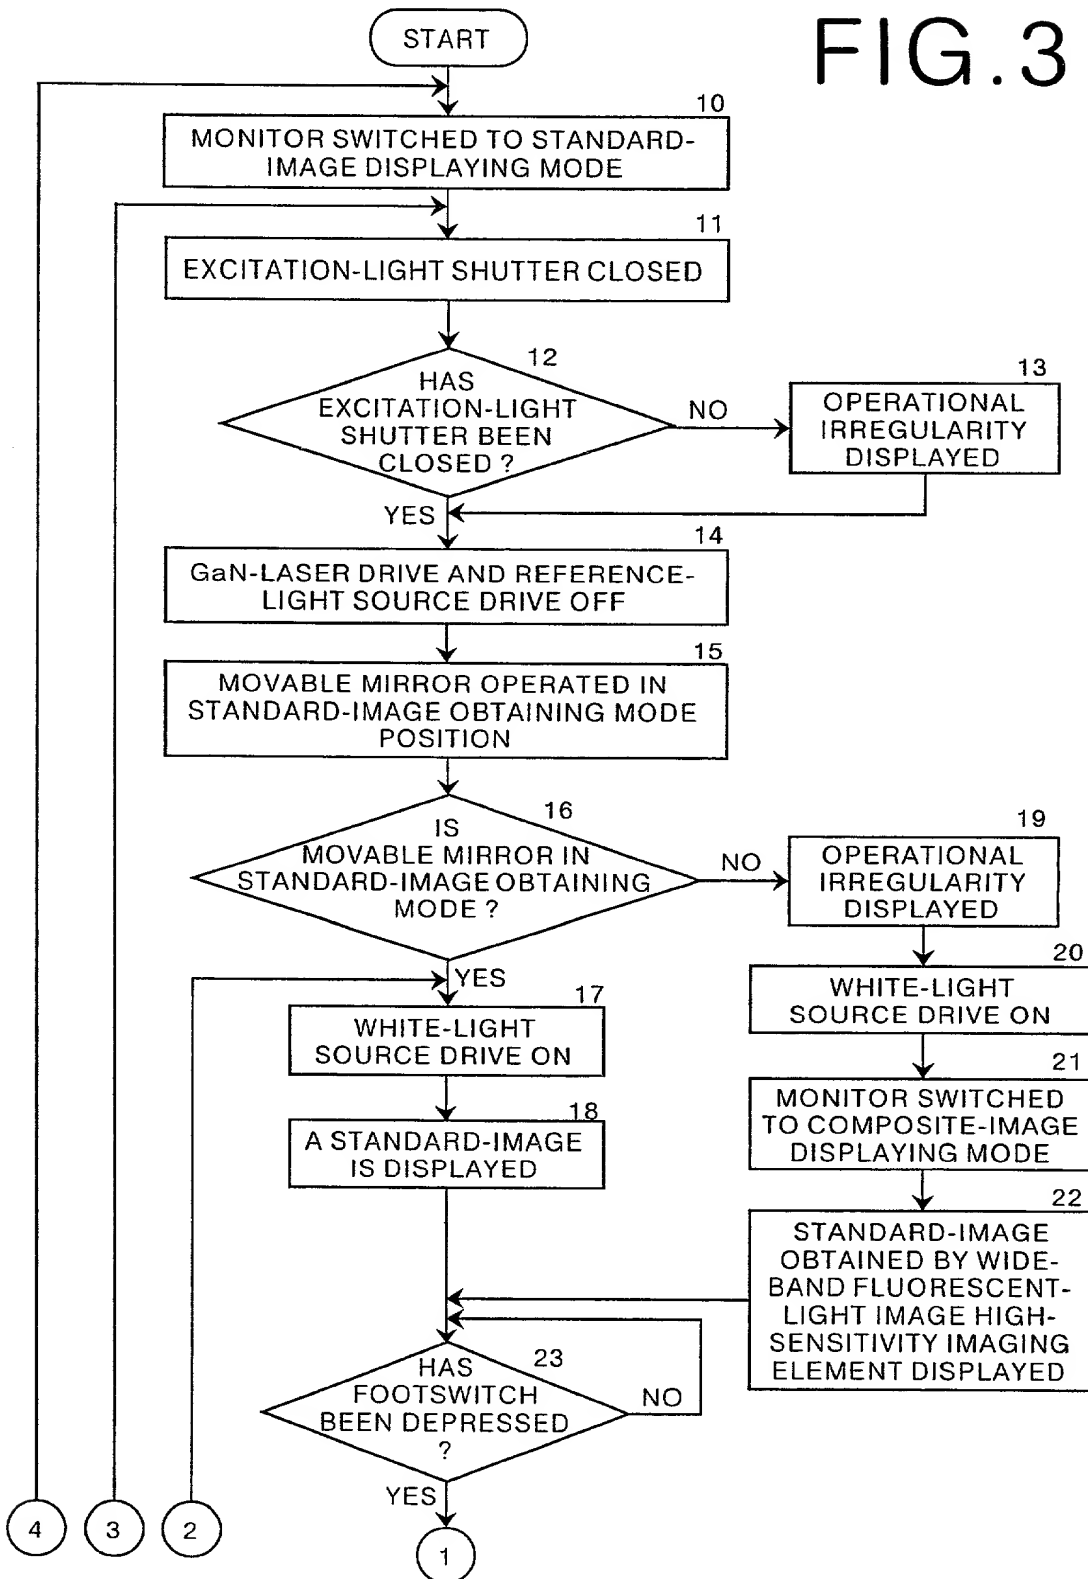 FIG.3
START
10
MONITOR SWITCHED TO STANDARD-
IMAGE DISPLAYING MODE
11
EXCITATION-LIGHT SHUTTER CLOSED
12
HAS
EXCITATION-LIGHT
SHUTTER BEEN
CLOSED ?
NO
13
OPERATIONAL
IRREGULARITY
DISPLAYED
YES
14
GaN-LASER DRIVE AND REFERENCE-
LIGHT SOURCE DRIVE OFF
15
MOVABLE MIRROR OPERATED IN
STANDARD-IMAGE OBTAINING MODE
POSITION
16
IS
MOVABLE MIRROR IN
STANDARD-IMAGE OBTAINING
MODE ?
NO
19
OPERATIONAL
IRREGULARITY
DISPLAYED
YES
17
WHITE-LIGHT
SOURCE DRIVE ON
20
WHITE-LIGHT
SOURCE DRIVE ON
18
A STANDARD-IMAGE
IS DISPLAYED
21
MONITOR SWITCHED
TO COMPOSITE-IMAGE
DISPLAYING MODE
22
STANDARD-IMAGE
OBTAINED BY WIDE-
BAND FLUORESCENT-
LIGHT IMAGE HIGH-
SENSITIVITY IMAGING
ELEMENT DISPLAYED
23
HAS
FOOTSWITCH
BEEN DEPRESSED
?
NO
YES
4
3
2
1